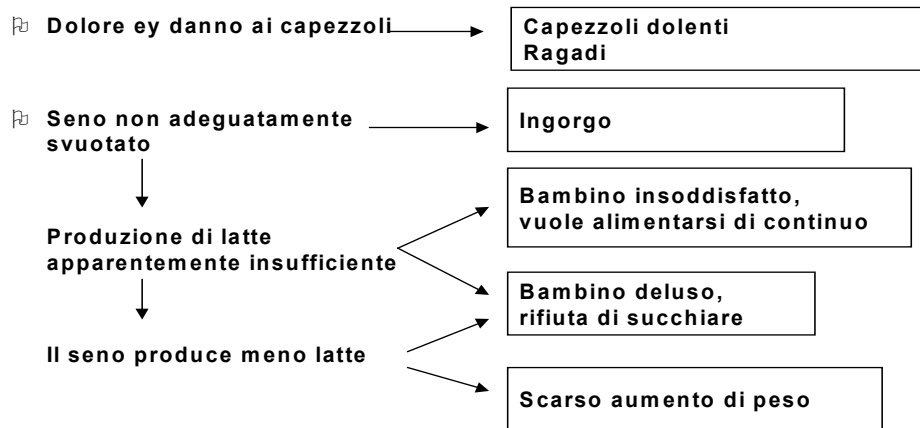 Dolore ey danno ai capezzoli
Capezzoli dolenti
Ragadi
Seno non adeguatamente
svuotato
Ingorgo
Bambino insoddisfatto,
vuole alimentarsi di continuo
Produzione di latte
apparentemente insufficiente
Bambino deluso,
rifiuta di succhiare
Il seno produce meno latte
Scarso aumento di peso